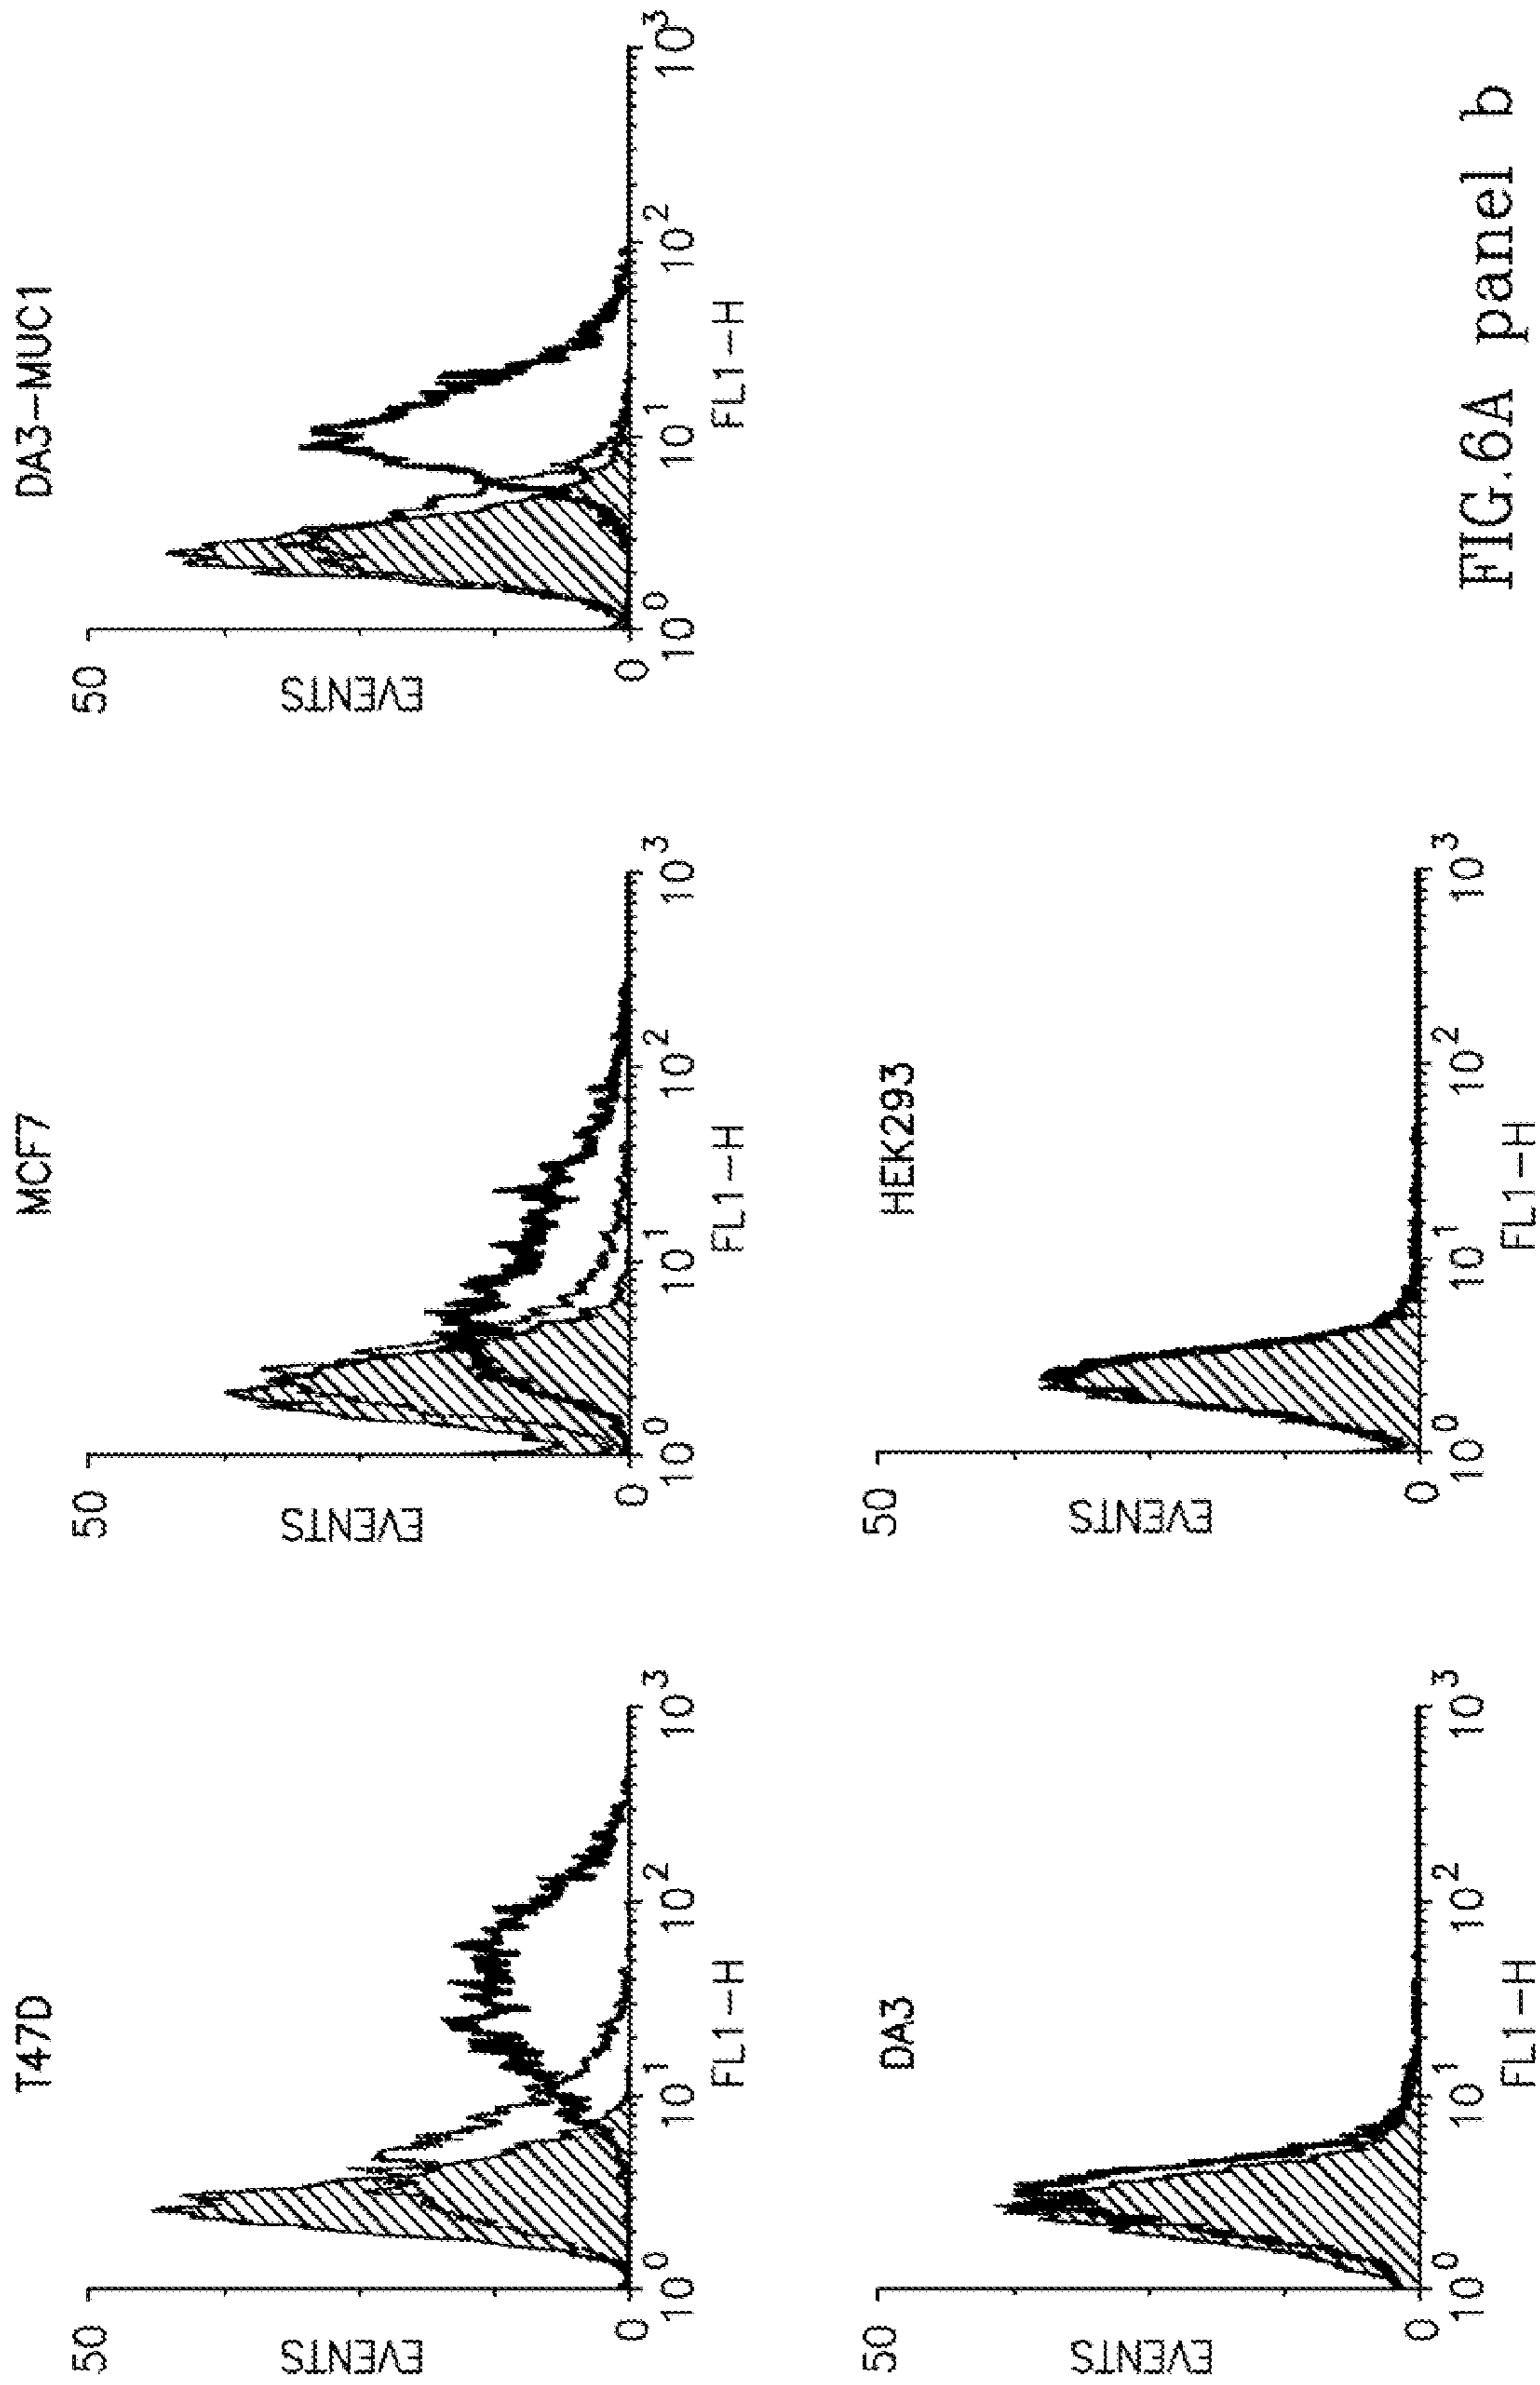 T47D
50
EVENTS
0
10^0 10^1 10^2 10^3
FL1-H
MCF7
50
EVENTS
0
10^0 10^1 10^2 10^3
FL1-H
DA3-MUC1
50
EVENTS
0
10^0 10^1 10^2 10^3
FL1-H
DA3
50
EVENTS
0
10^0 10^1 10^2 10^3
FL1-H
HEK293
50
EVENTS
0
10^0 10^1 10^2 10^3
FL1-H
FIG.6A panel b